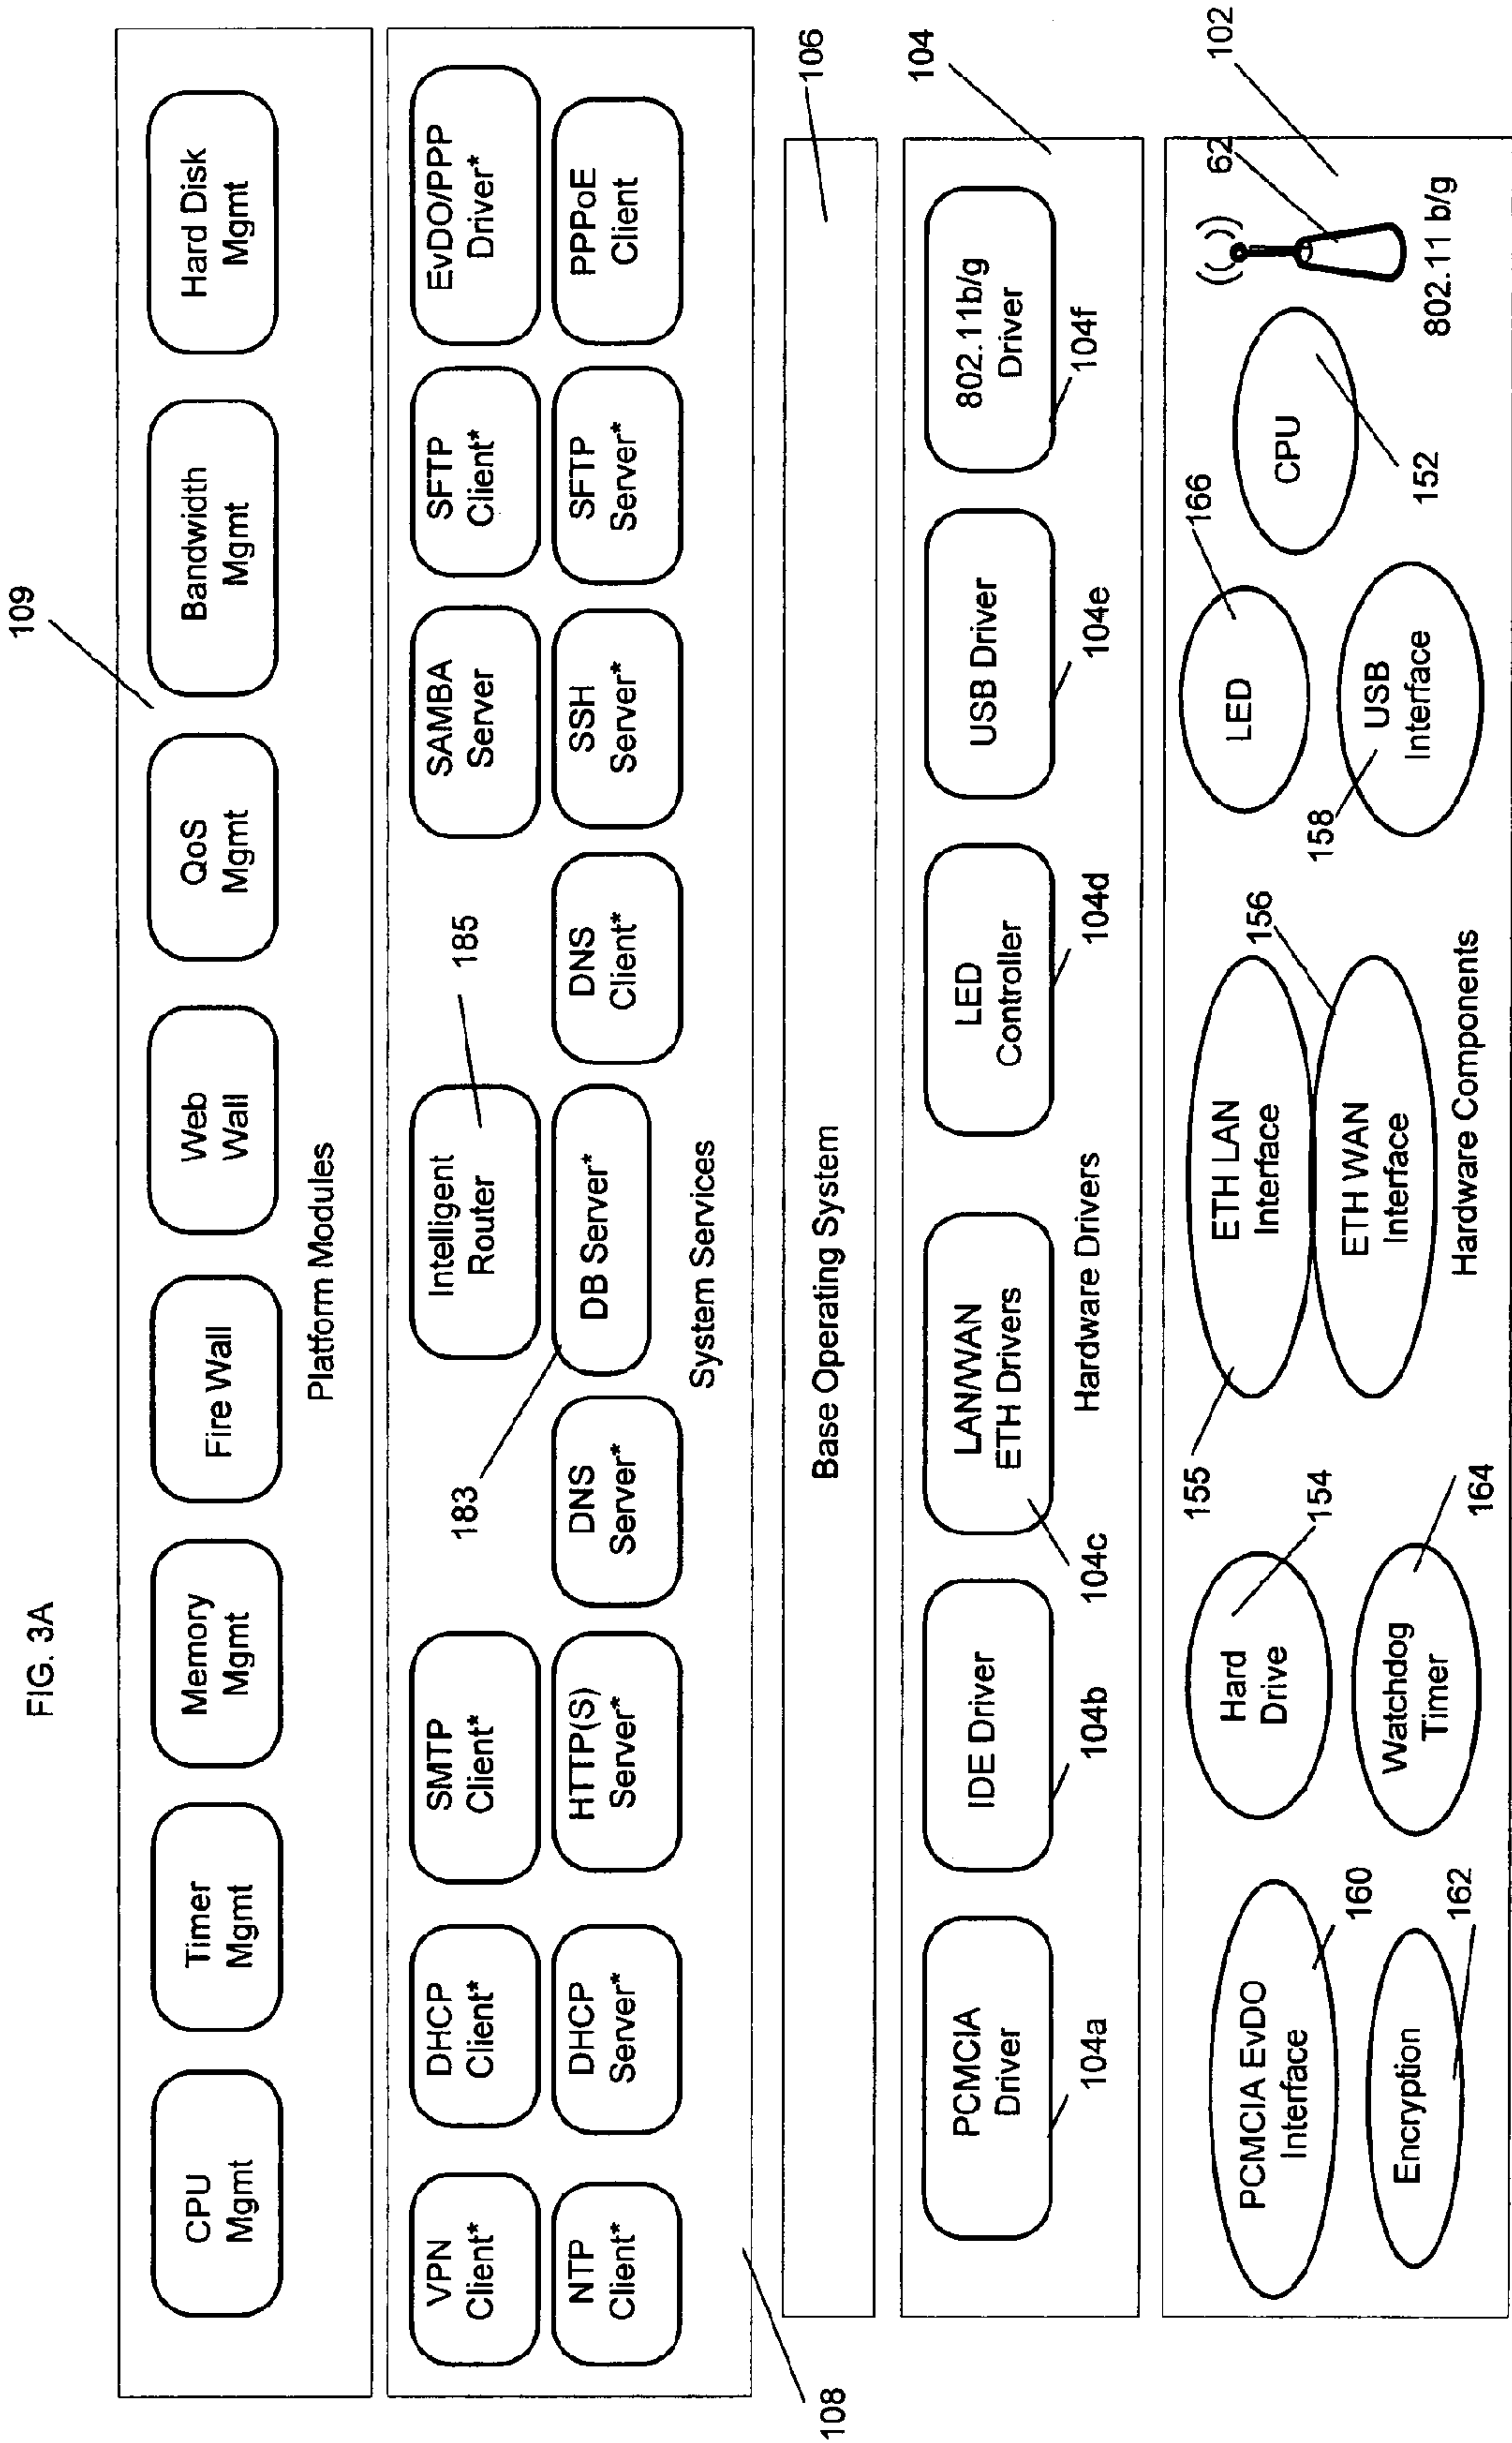 FIG. 3A
109
CPU
Mgmt
Timer
Mgmt
Memory
Mgmt
Fire Wall
Web
Wall
QoS
Mgmt
Bandwidth
Mgmt
Hard Disk
Mgmt
Platform Modules
VPN
Client*
DHCP
Client*
SMTP
Client*
Intelligent
Router
185
SAMBA
Server
SFTP
Client*
EvDO/PPP
Driver*
183
NTP
Client*
DHCP
Server*
HTTP(S)
Server*
DNS
Server*
DB Server*
DNS
Client*
SSH
Server*
SFTP
Server*
PPPoE
Client
System Services
108
106
Base Operating System
104
PCMCIA
Driver
IDE Driver
LAN/WAN
ETH Drivers
LED
Controller
USB Driver
802.11b/g
Driver
104a
104b
104c
104d
104e
104f
Hardware Drivers
102
155
156
166
62
PCMCIA EvDO
Interface
160
Hard
Drive
154
ETH LAN
Interface
LED
CPU
152
158
Encryption
162
Watchdog
Timer
164
ETH WAN
Interface
USB
Interface
802.11 b/g
Hardware Components